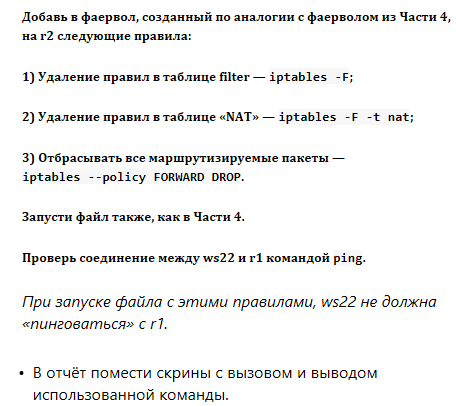 Добавь в фаервол, созданный по аналогии с фаерволом из Части 4,
на r2 следующие правила:
1) Удаление правил в таблице filter — iptables -F;
2) Удаление правил в таблице «NAT» — iptables -F -t nat;
3) Отбрасывать все маршрутизируемые пакеты —
iptables --policy FORWARD DROP.
Запусти файл также, как в Части 4.
Проверь соединение между ws22 и r1 командой ping.
При запуске файла с этими правилами, ws22 не должна
«пинговаться» с r1.
• В отчёт помести скрины с вызовом и выводом
использованной команды.